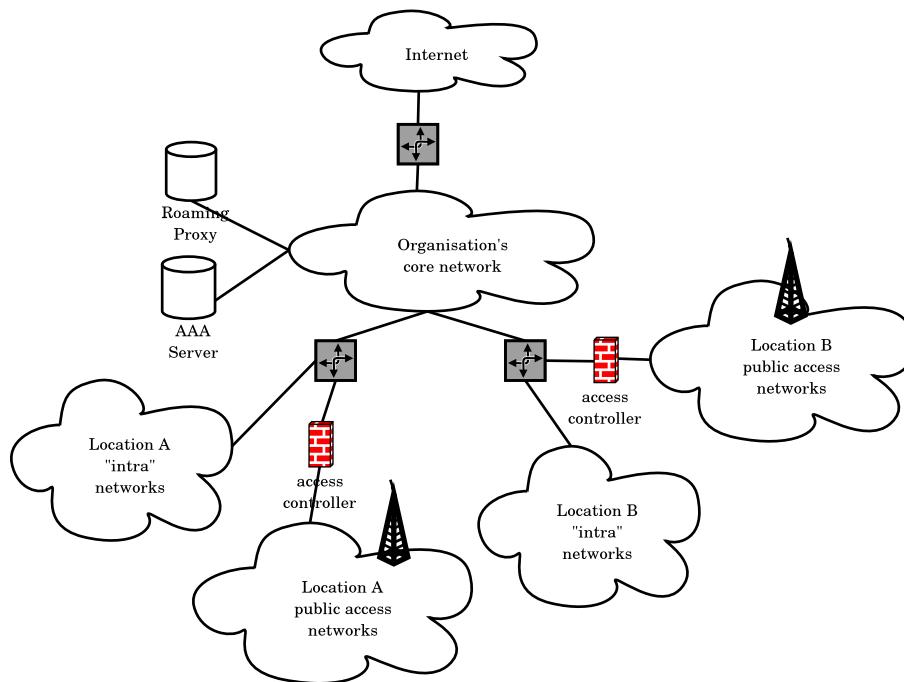 Internet
Roaming
Proxy
Organisation's
core network
AAA
Server
Location B
public access
networks
access
controller
Location A
"intra"
networks
access
controller
Location B
"intra"
networks
Location A
public access
networks